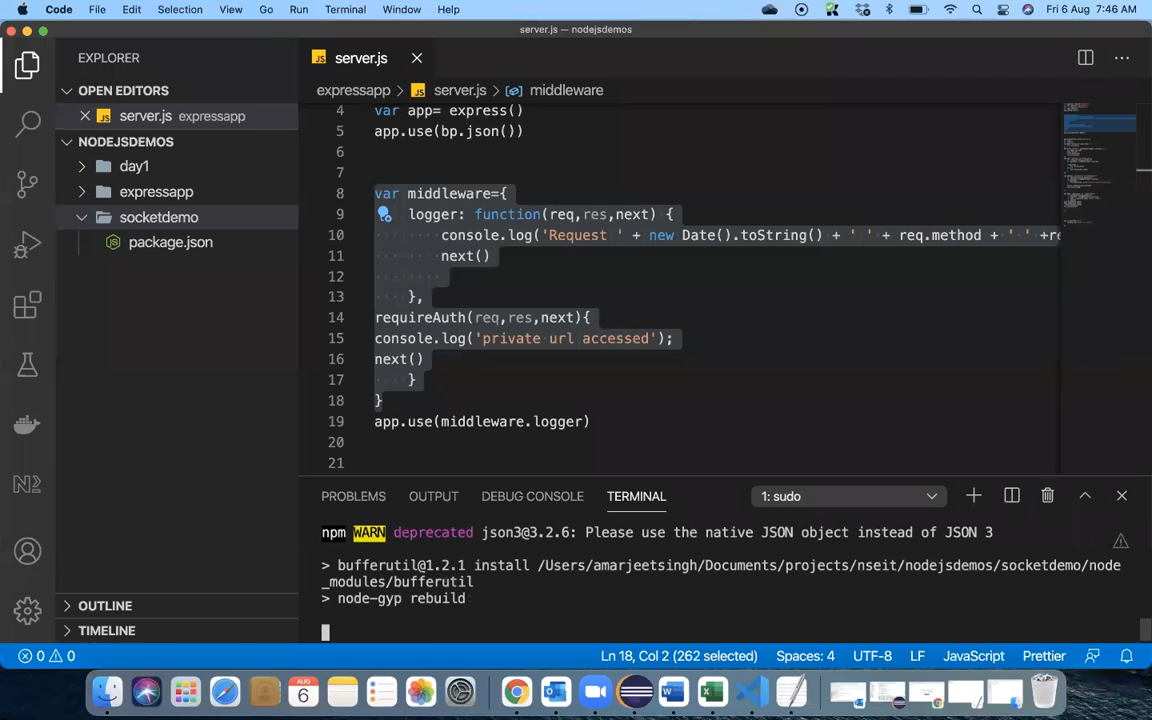 Code File Edit Selection View Go Run Terminal Window Help Fri 6 Aug 7:46 AM
server.js — nodejsdemos
EXPLORER
OPEN EDITORS
JS server.js expressapp
NODEJSDEMOS
day1
expressapp
socketdemo
package.json
JS server.js
expressapp > JS server.js > middleware
4 var app= express()
5 app.use(bp.json())
6
7
8 var middleware={
9 logger: function(req,res,next) {
10 console.log('Request ' + new Date().toString() + ' ' + req.method + ' ' +re
11 next()
12
13 },
14 requireAuth(req,res,next){
15 console.log('private url accessed');
16 next()
17 }
18 }
19 app.use(middleware.logger)
20
21
PROBLEMS OUTPUT DEBUG CONSOLE TERMINAL 1: sudo
npm WARN deprecated json3@3.2.6: Please use the native JSON object instead of JSON 3
> bufferutil@1.2.1 install /Users/amarjeetsingh/Documents/projects/nseit/nodejsdemos/socketdemo/node
_modules/bufferutil
> node-gyp rebuild
OUTLINE
TIMELINE
0 0 Ln 18, Col 2 (262 selected) Spaces: 4 UTF-8 LF JavaScript Prettier
AUG
6